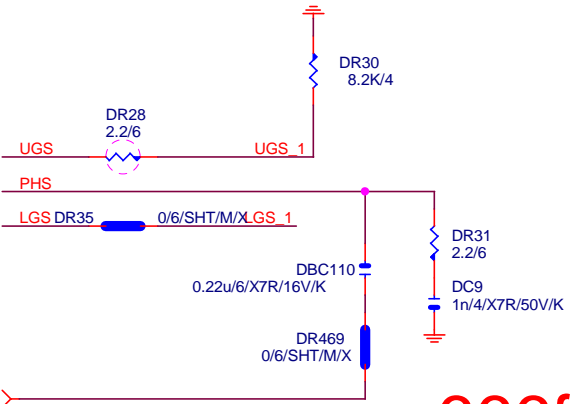 DR30
8.2K/4
DR28
2.2/6
UGS
UGS_1
PHS
LGS
DR35
0/6/SHT/M/X
LGS_1
DR31
2.2/6
DBC110
0.22u/6/X7R/16V/K
DC9
1n/4/X7R/50V/K
DR469
0/6/SHT/M/X